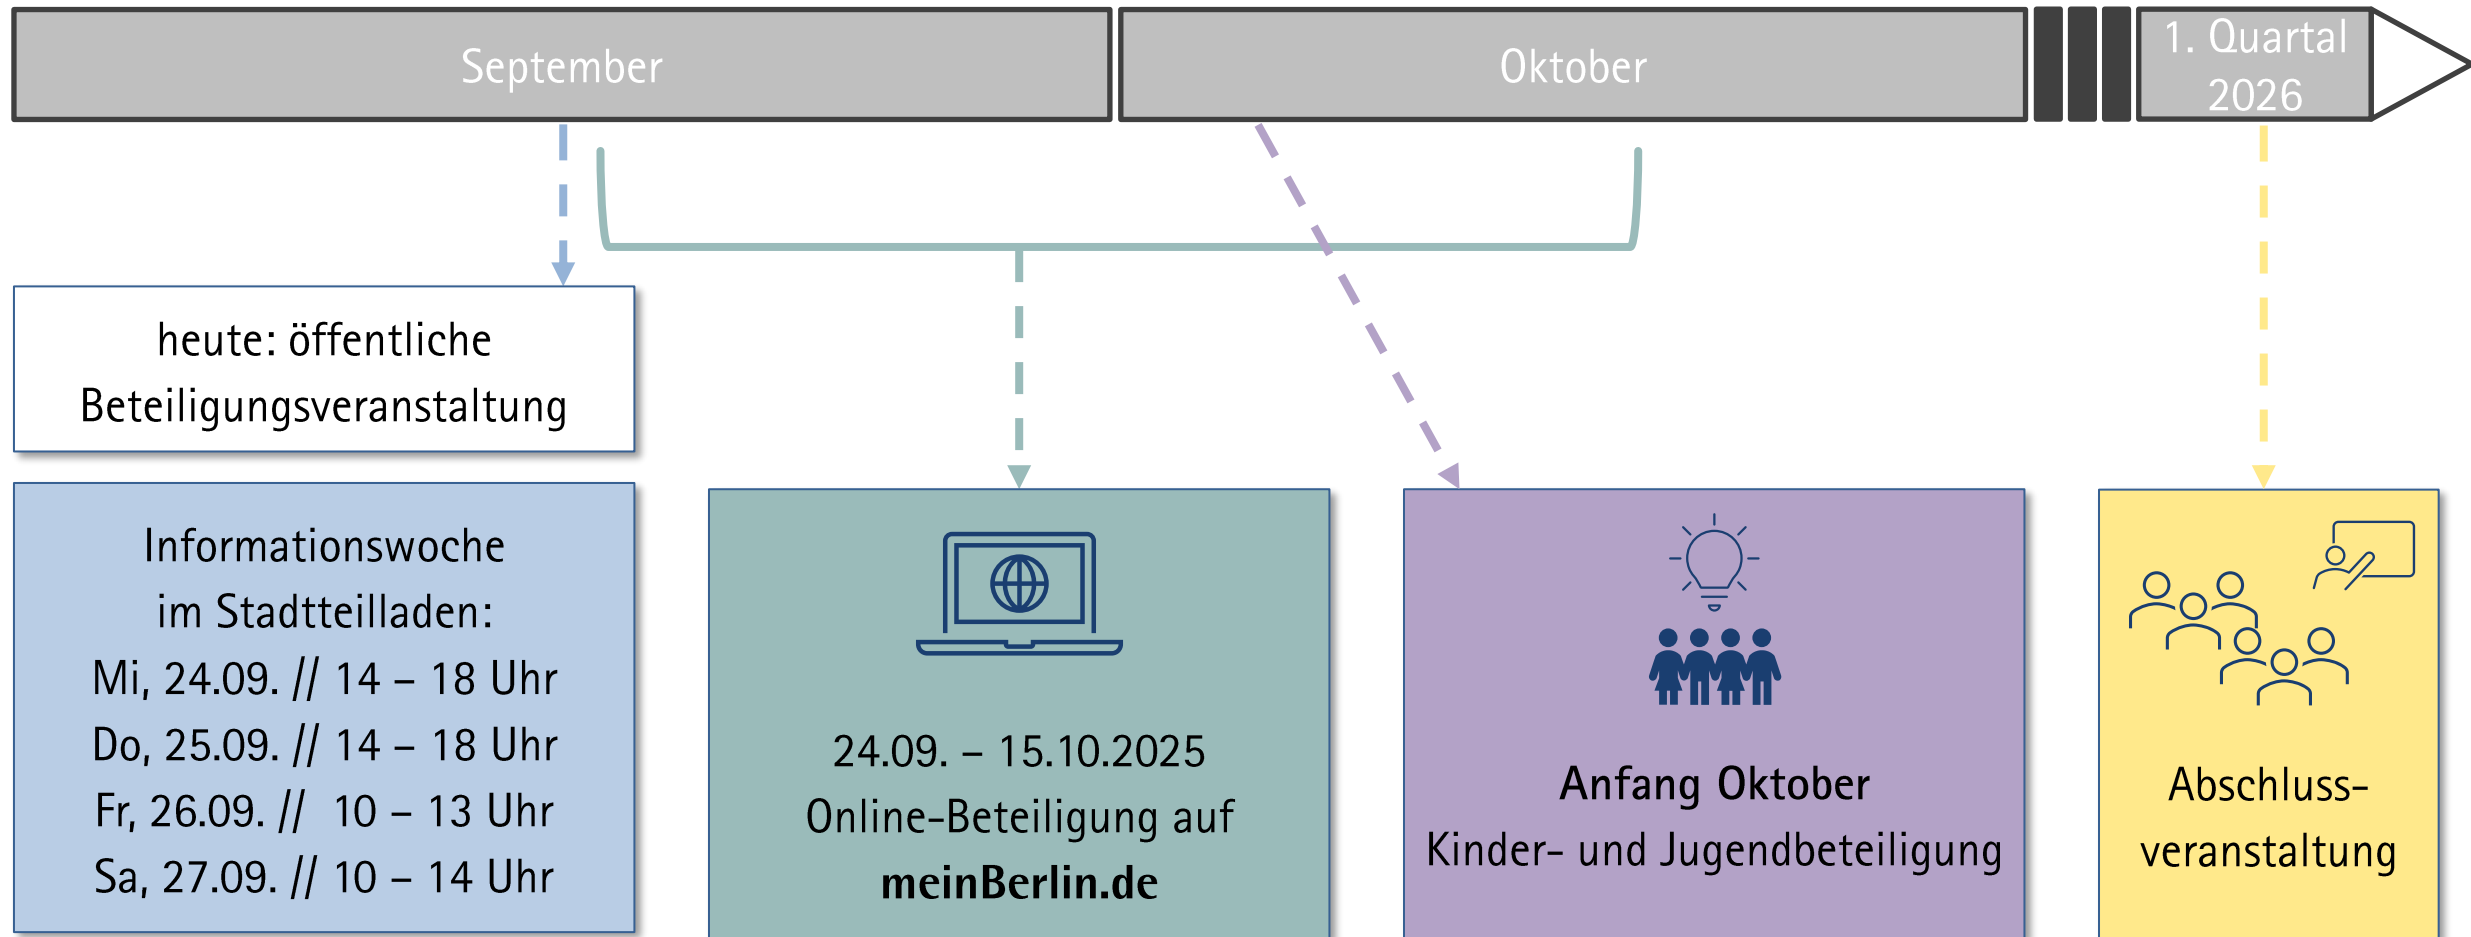 September
Oktober
1. Quartal
2026
heute: öffentliche
Beteiligungsveranstaltung
Informationswoche
im Stadtteilladen:
Mi, 24.09. // 14 – 18 Uhr
Do, 25.09. // 14 – 18 Uhr
Fr, 26.09. // 10 – 13 Uhr
Sa, 27.09. // 10 – 14 Uhr
24.09. – 15.10.2025
Online-Beteiligung auf
meinBerlin.de
Anfang Oktober
Kinder- und Jugendbeteiligung
Abschluss-
veranstaltung